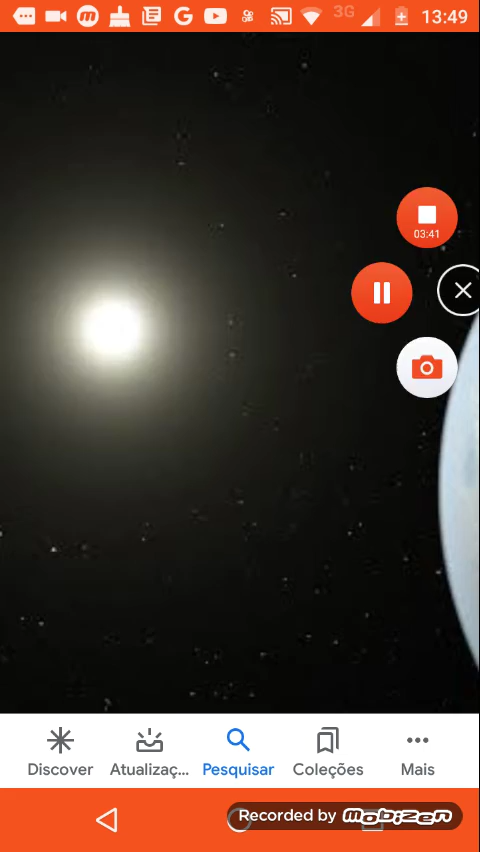 3G 13:49
03:41
Discover Atualizaç... Pesquisar Coleções Mais
Recorded by mobizen